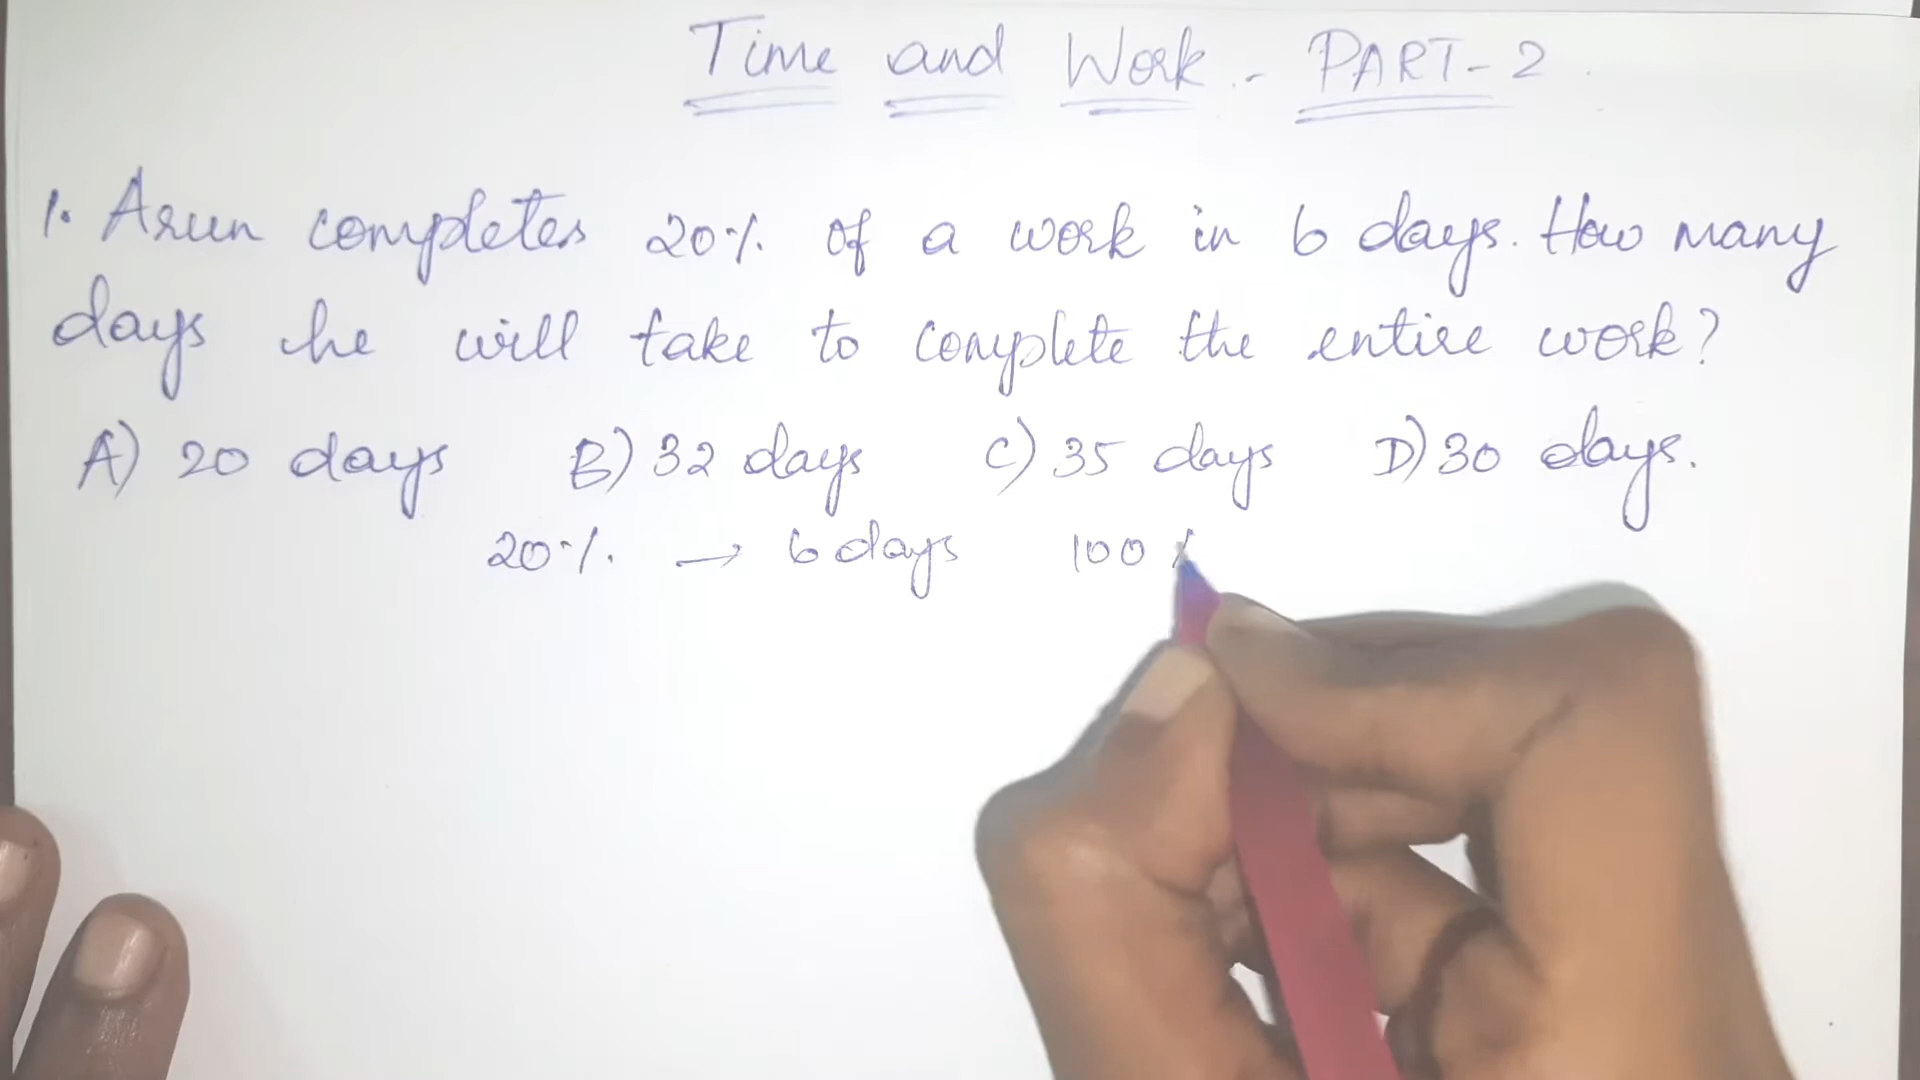 Time and Work - PART-2
1. Arun completes 20% of a work in 6 days. How many
days he will take to complete the entire work?
A) 20 days B) 32 days C) 35 days D) 30 days.
20% → 6 days 100 %